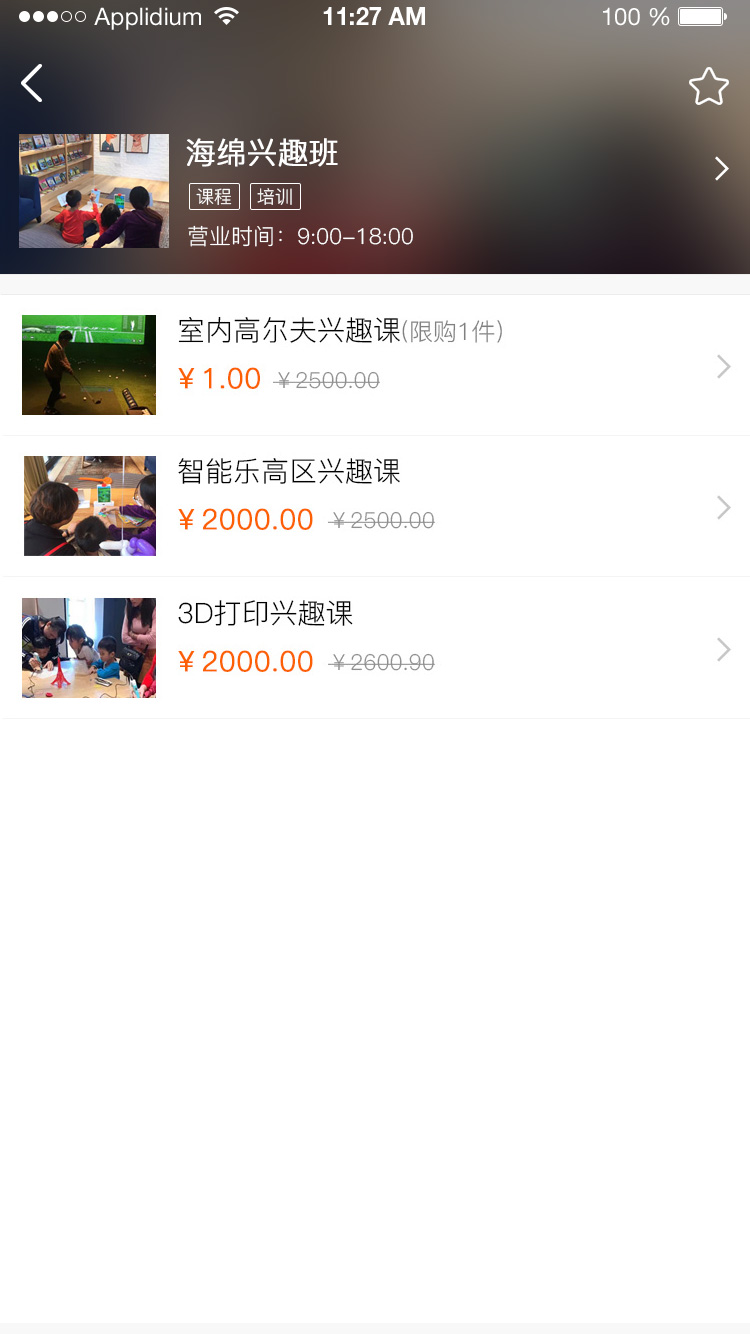 Applidium 11:27 AM 100 %
海绵兴趣班
课程 培训
营业时间：9:00-18:00
室内高尔夫兴趣课(限购1件)
¥ 1.00 ¥ 2500.00
智能乐高区兴趣课
¥ 2000.00 ¥ 2500.00
3D打印兴趣课
¥ 2000.00 ¥ 2600.90